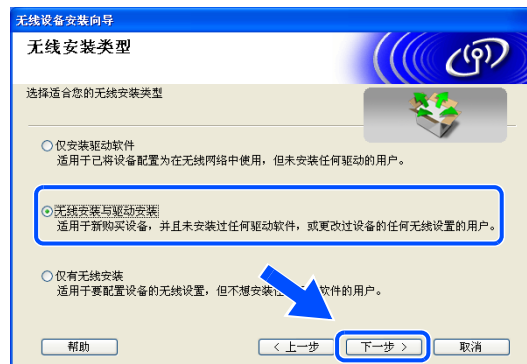 无线设备安装向导
无线安装类型
选择适合您的无线安装类型
仅安装驱动软件
适用于已将设备配置为在无线网络中使用，但未安装任何驱动的用户。
无线安装与驱动安装
适用于新购买设备，并且未安装过任何驱动软件，或更改过设备的任何无线设置的用户。
仅有无线安装
适用于要配置设备的无线设置，但不想安装 软件的用户。
帮助
< 上一步
下一步 >
取消